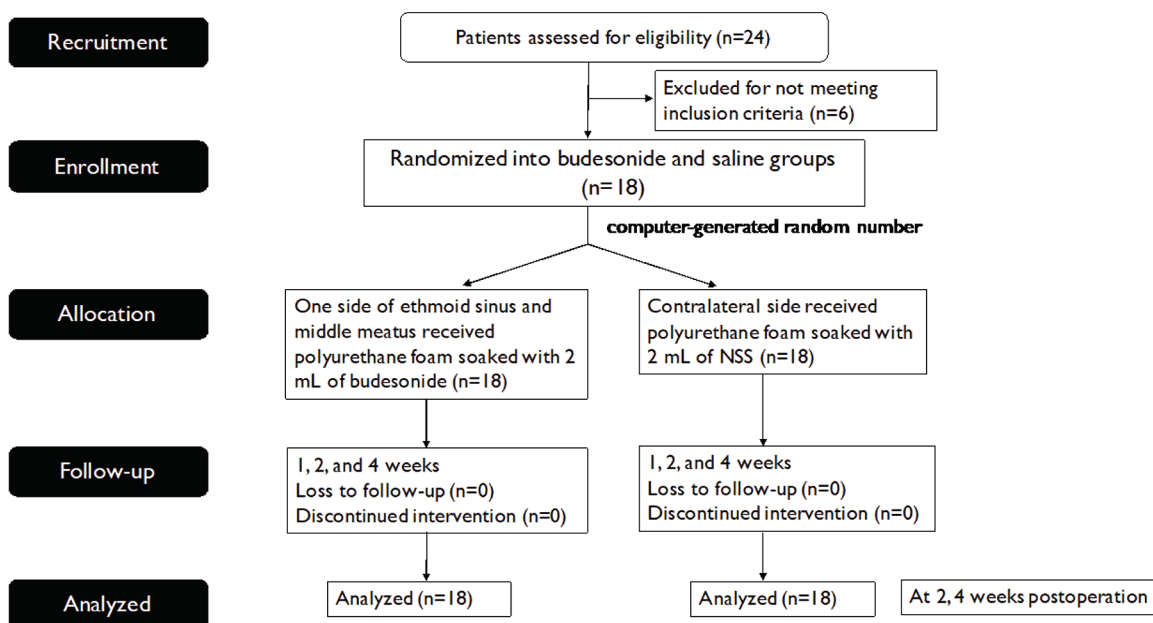 Recruitment
Patients assessed for eligibility (n=24)
Excluded for not meeting
inclusion criteria (n=6)
Enrollment
Randomized into budesonide and saline groups
(n=18)
computer-generated random number
Allocation
One side of ethmoid sinus and
middle meatus received
polyurethane foam soaked with 2
mL of budesonide (n=18)
Contralateral side received
polyurethane foam soaked with
2 mL of NSS (n=18)
Follow-up
1, 2, and 4 weeks
Loss to follow-up (n=0)
Discontinued intervention (n=0)
1, 2, and 4 weeks
Loss to follow-up (n=0)
Discontinued intervention (n=0)
Analyzed
Analyzed (n=18)
Analyzed (n=18)
At 2, 4 weeks postoperation